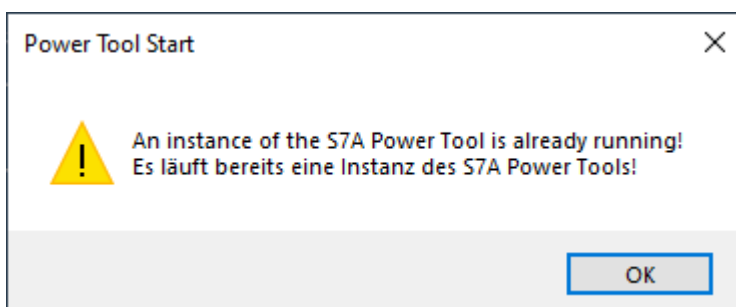 Power Tool Start
An instance of the S7A Power Tool is already running!
Es läuft bereits eine Instanz des S7A Power Tools!
OK